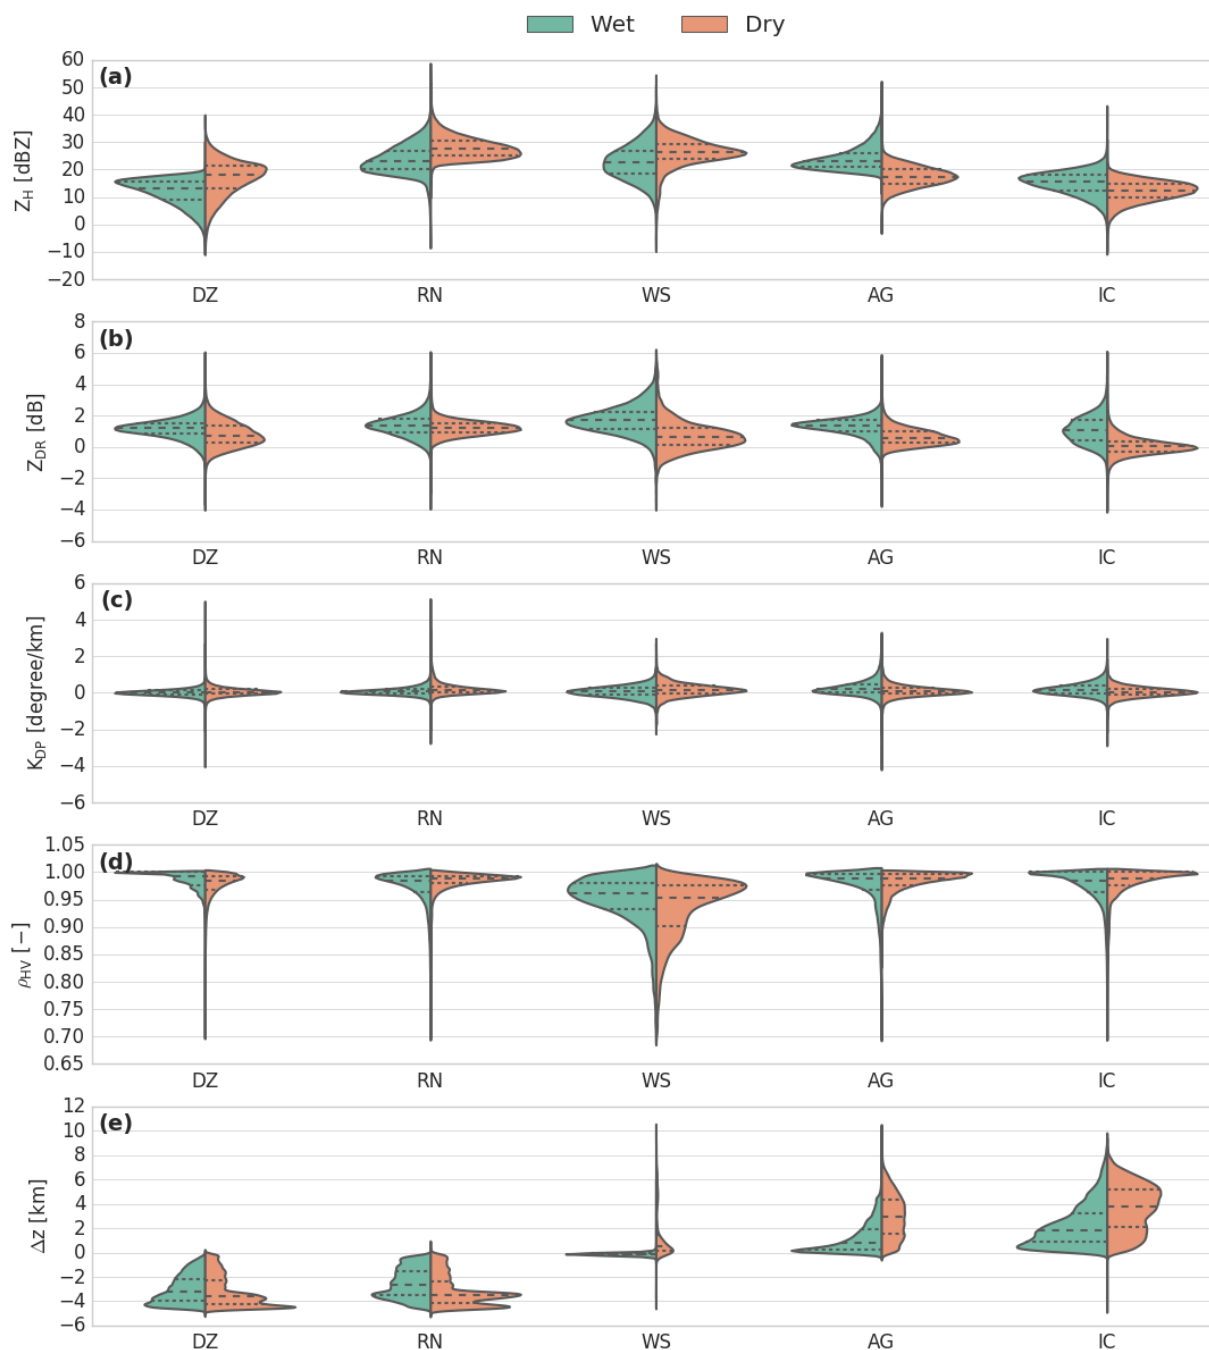 Wet Dry
(a)
Z_H [dBZ]
60
50
40
30
20
10
0
−10
−20
DZ RN WS AG IC
(b)
Z_DR [dB]
8
6
4
2
0
−2
−4
−6
DZ RN WS AG IC
(c)
K_DP [degree/km]
6
4
2
0
−2
−4
−6
DZ RN WS AG IC
(d)
ρ_HV [−]
1.05
1.00
0.95
0.90
0.85
0.80
0.75
0.70
0.65
DZ RN WS AG IC
(e)
Δz [km]
12
10
8
6
4
2
0
−2
−4
−6
DZ RN WS AG IC